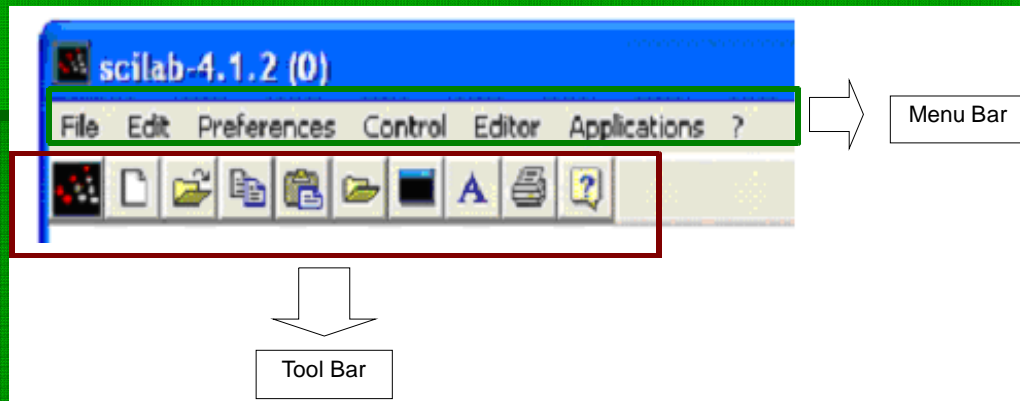 scilab-4.1.2 (0)
File Edit Preferences Control Editor Applications ?
Menu Bar
A ?
Tool Bar